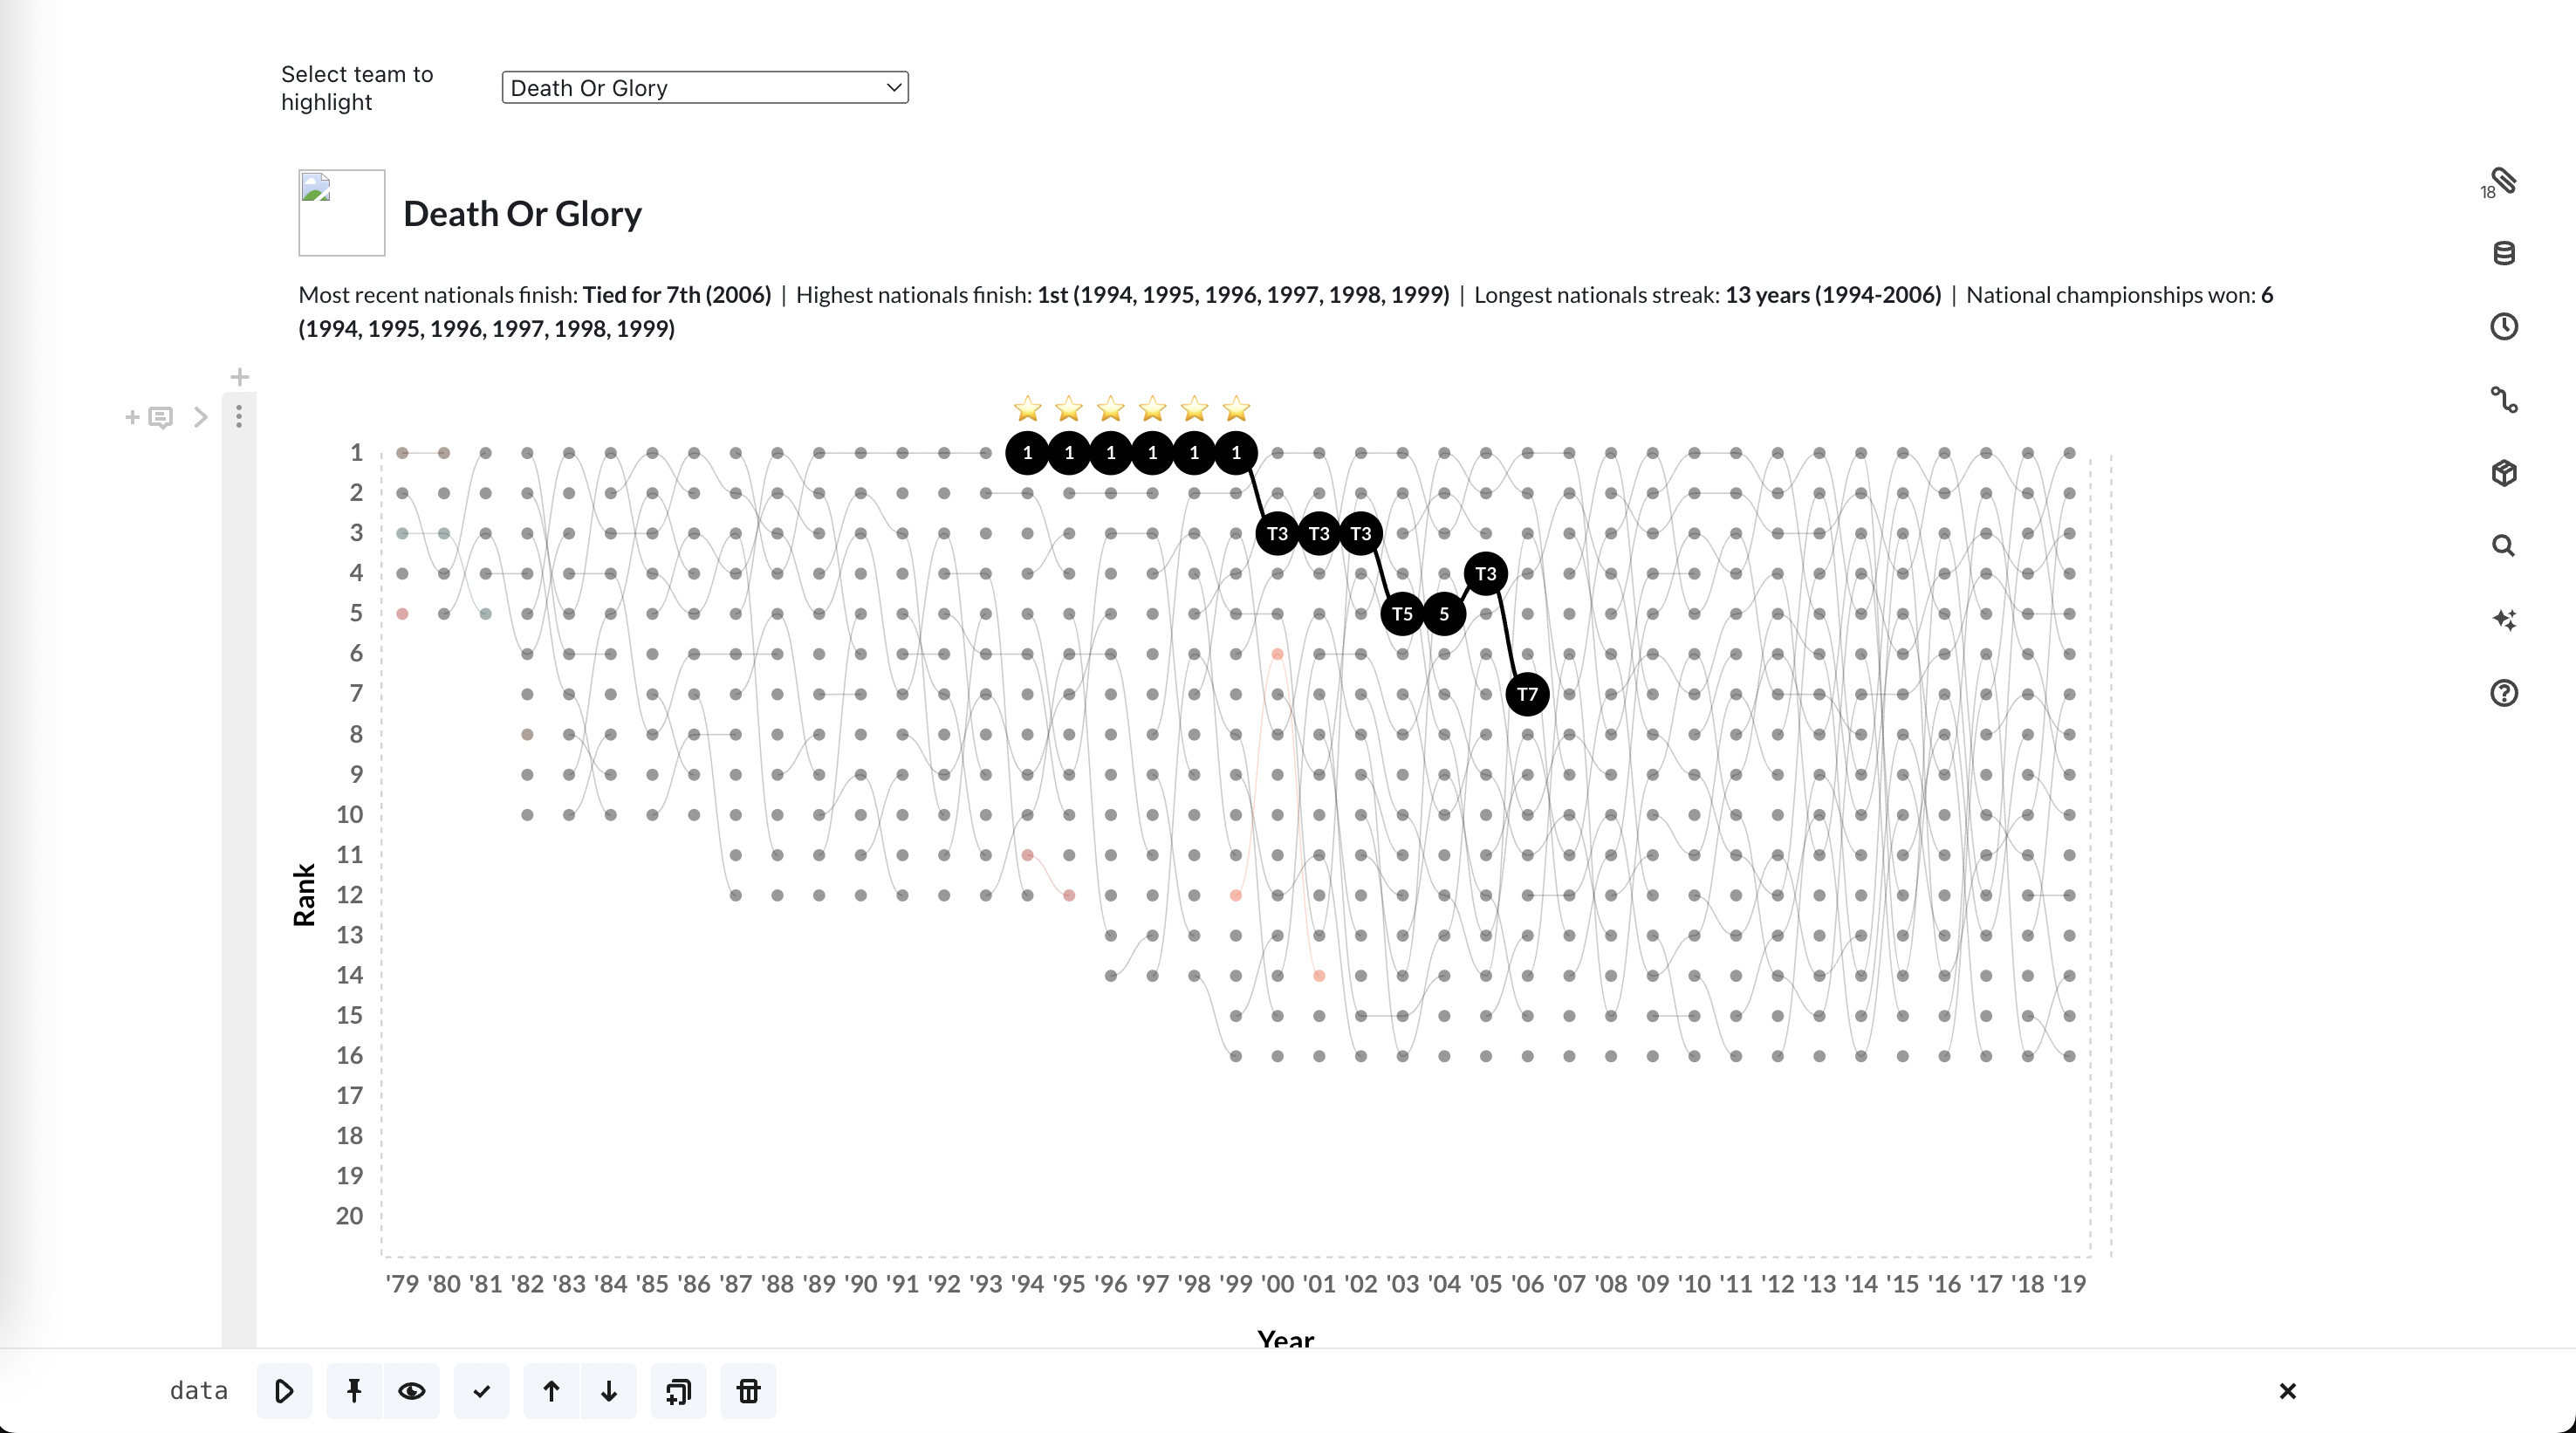 Select team to
highlight
Death Or Glory
Death Or Glory
18
Most recent nationals finish: Tied for 7th (2006) | Highest nationals finish: 1st (1994, 1995, 1996, 1997, 1998, 1999) | Longest nationals streak: 13 years (1994-2006) | National championships won: 6
(1994, 1995, 1996, 1997, 1998, 1999)
1
2
3
4
5
6
7
8
9
10
11
12
13
14
15
16
17
18
19
20
Rank
1 1 1 1 1 1
T3 T3 T3
T3
T5 5
T7
'79 '80 '81 '82 '83 '84 '85 '86 '87 '88 '89 '90 '91 '92 '93 '94 '95 '96 '97 '98 '99 '00 '01 '02 '03 '04 '05 '06 '07 '08 '09 '10 '11 '12 '13 '14 '15 '16 '17 '18 '19
Year
data